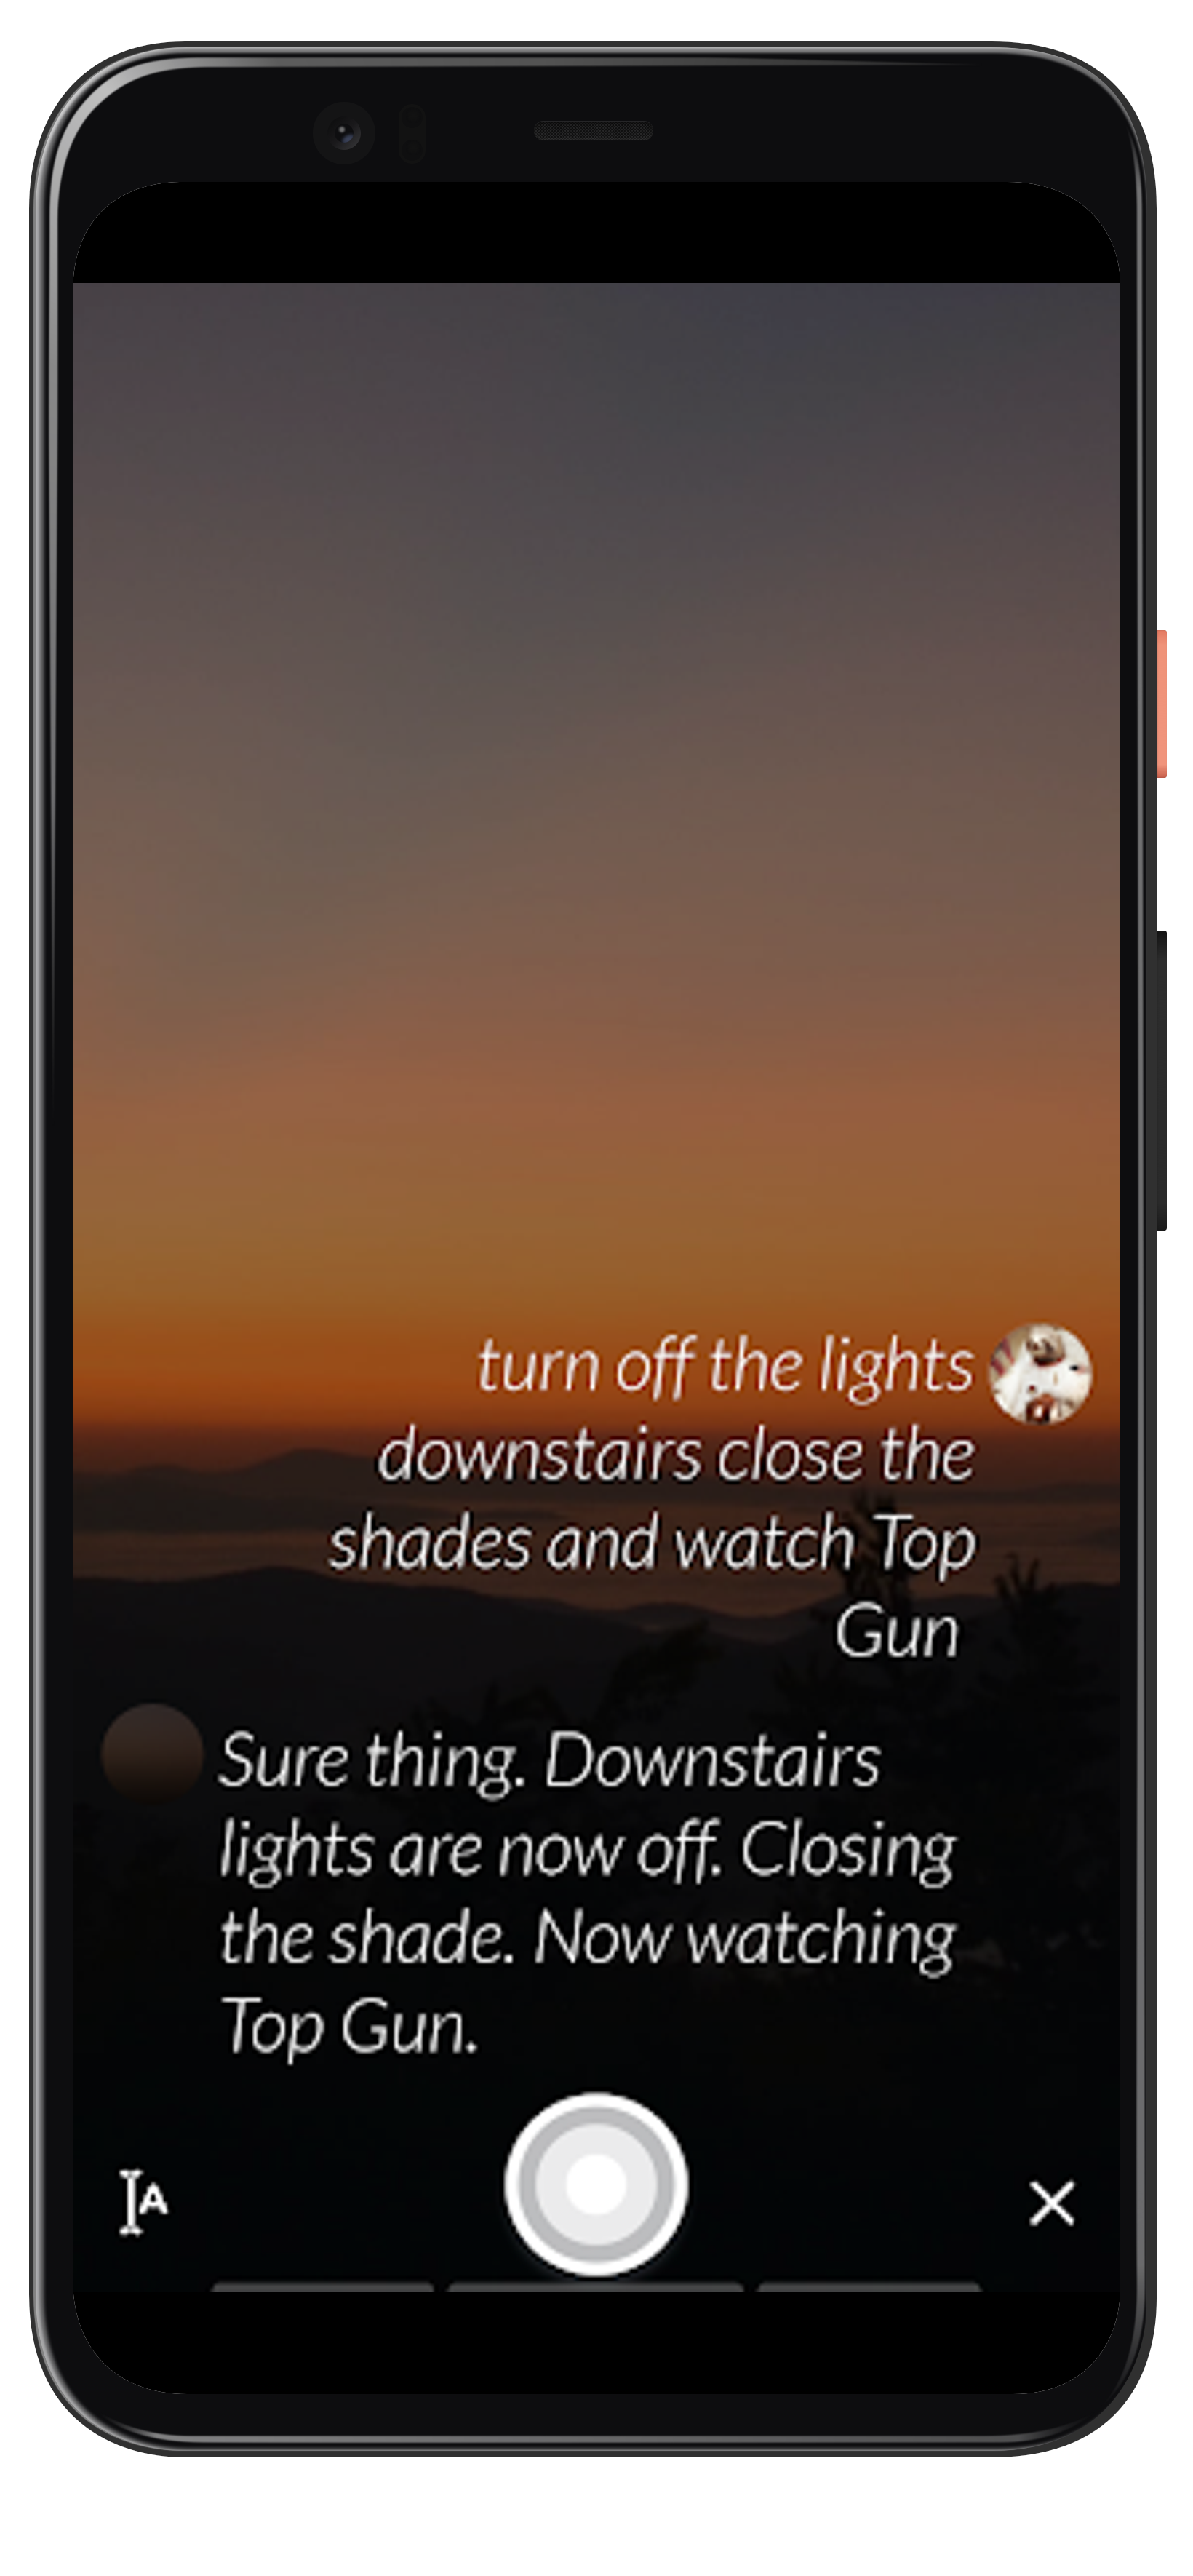 turn off the lights
downstairs close the
shades and watch Top
Gun
Sure thing. Downstairs
lights are now off. Closing
the shade. Now watching
Top Gun.
A